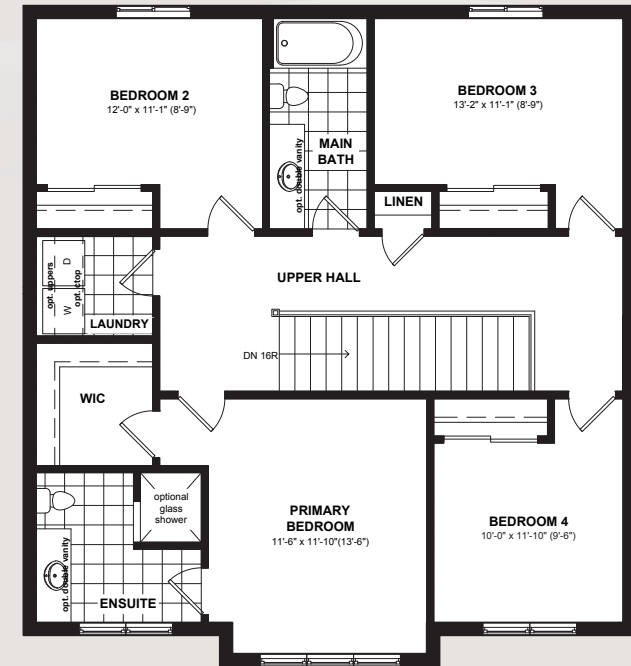 BEDROOM 2
12'-0" x 11'-1" (8'-9")
BEDROOM 3
13'-2" x 11'-1" (8'-9")
MAIN
BATH
opt. double vanity
LINEN
UPPER HALL
opt. uppers
D
opt. ctop
W
LAUNDRY
DN 16R
WIC
optional
glass
shower
PRIMARY
BEDROOM
11'-6" x 11'-10"(13'-6")
BEDROOM 4
10'-0" x 11'-10" (9'-6")
opt. double vanity
ENSUITE